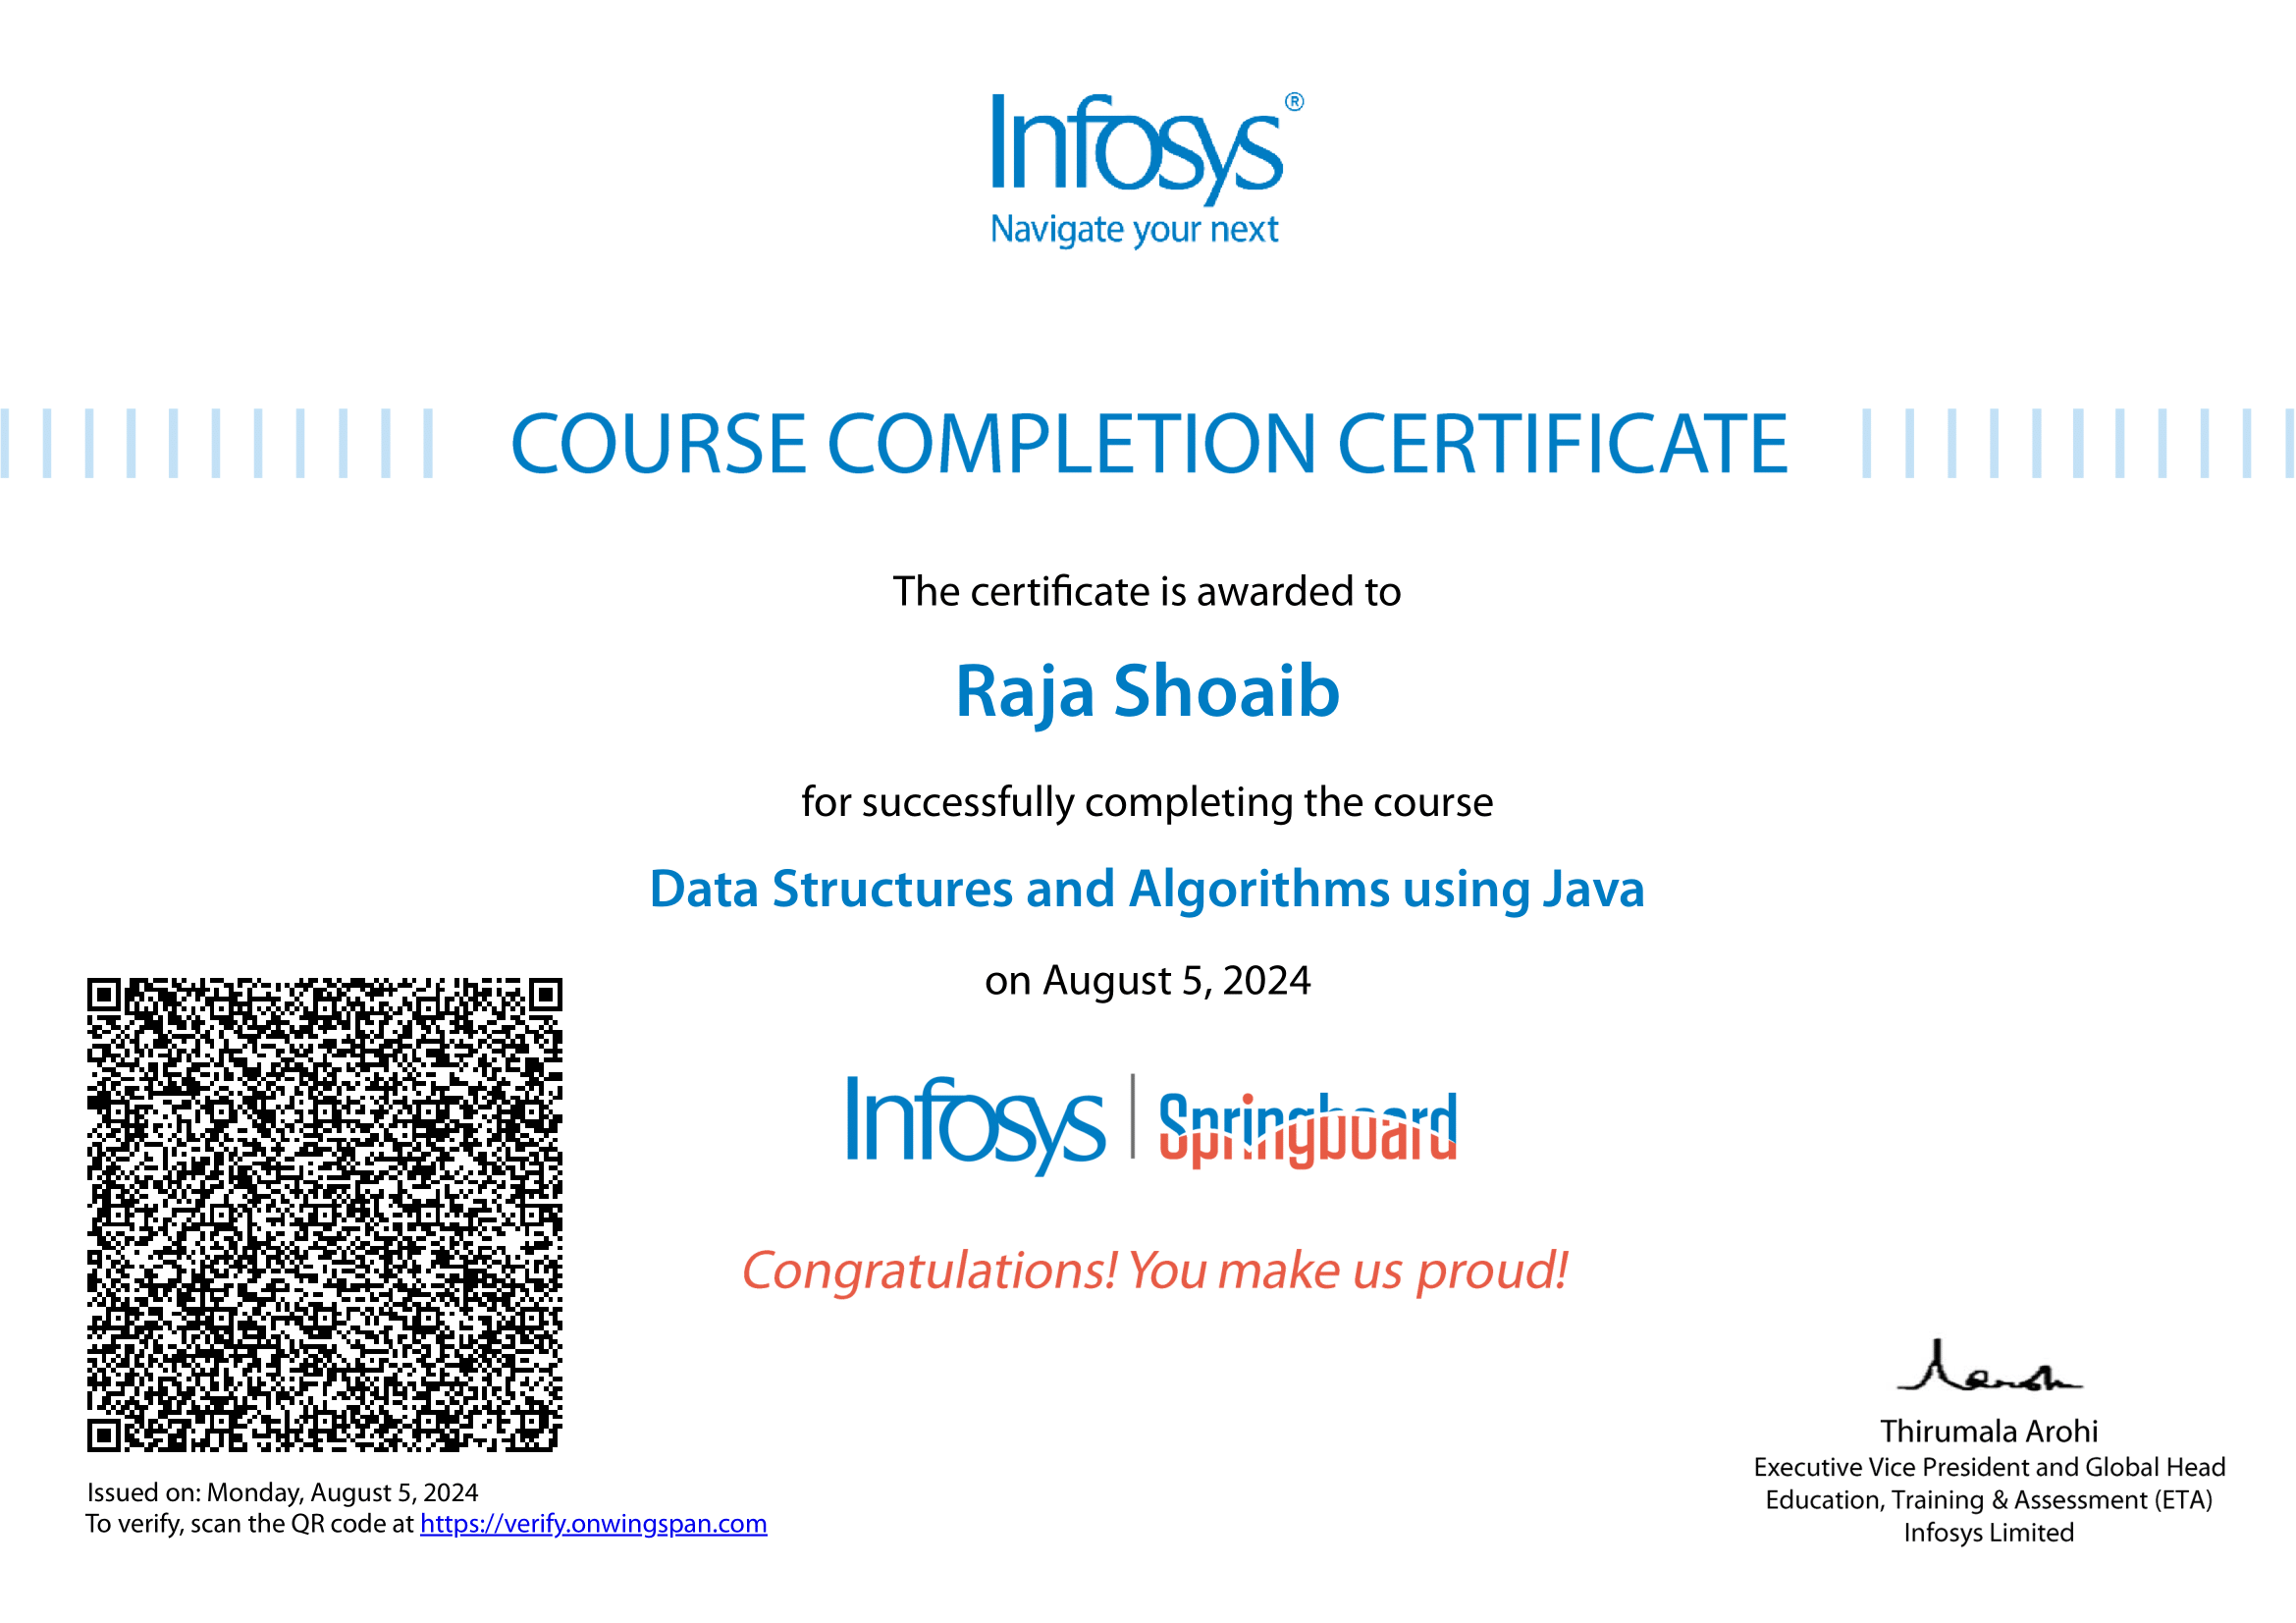 Infosys®
Navigate your next
COURSE COMPLETION CERTIFICATE
The certificate is awarded to
Raja Shoaib
for successfully completing the course
Data Structures and Algorithms using Java
on August 5, 2024
Infosys | Springboard
Congratulations! You make us proud!
Issued on: Monday, August 5, 2024
To verify, scan the QR code at https://verify.onwingspan.com
Thirumala Arohi
Executive Vice President and Global Head
Education, Training & Assessment (ETA)
Infosys Limited